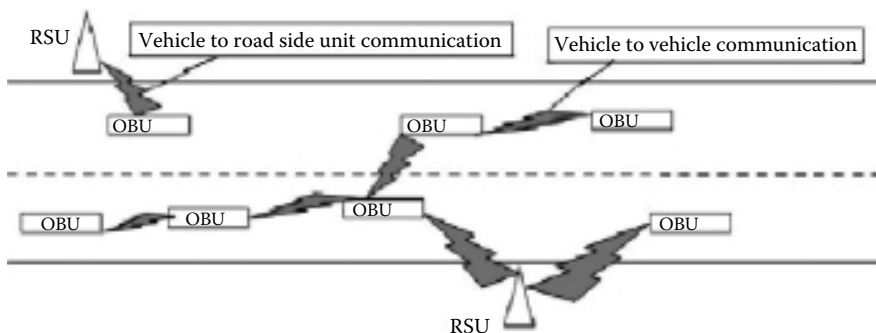 RSU
Vehicle to road side unit communication
Vehicle to vehicle communication
OBU
OBU
OBU
OBU
OBU
OBU
OBU
RSU